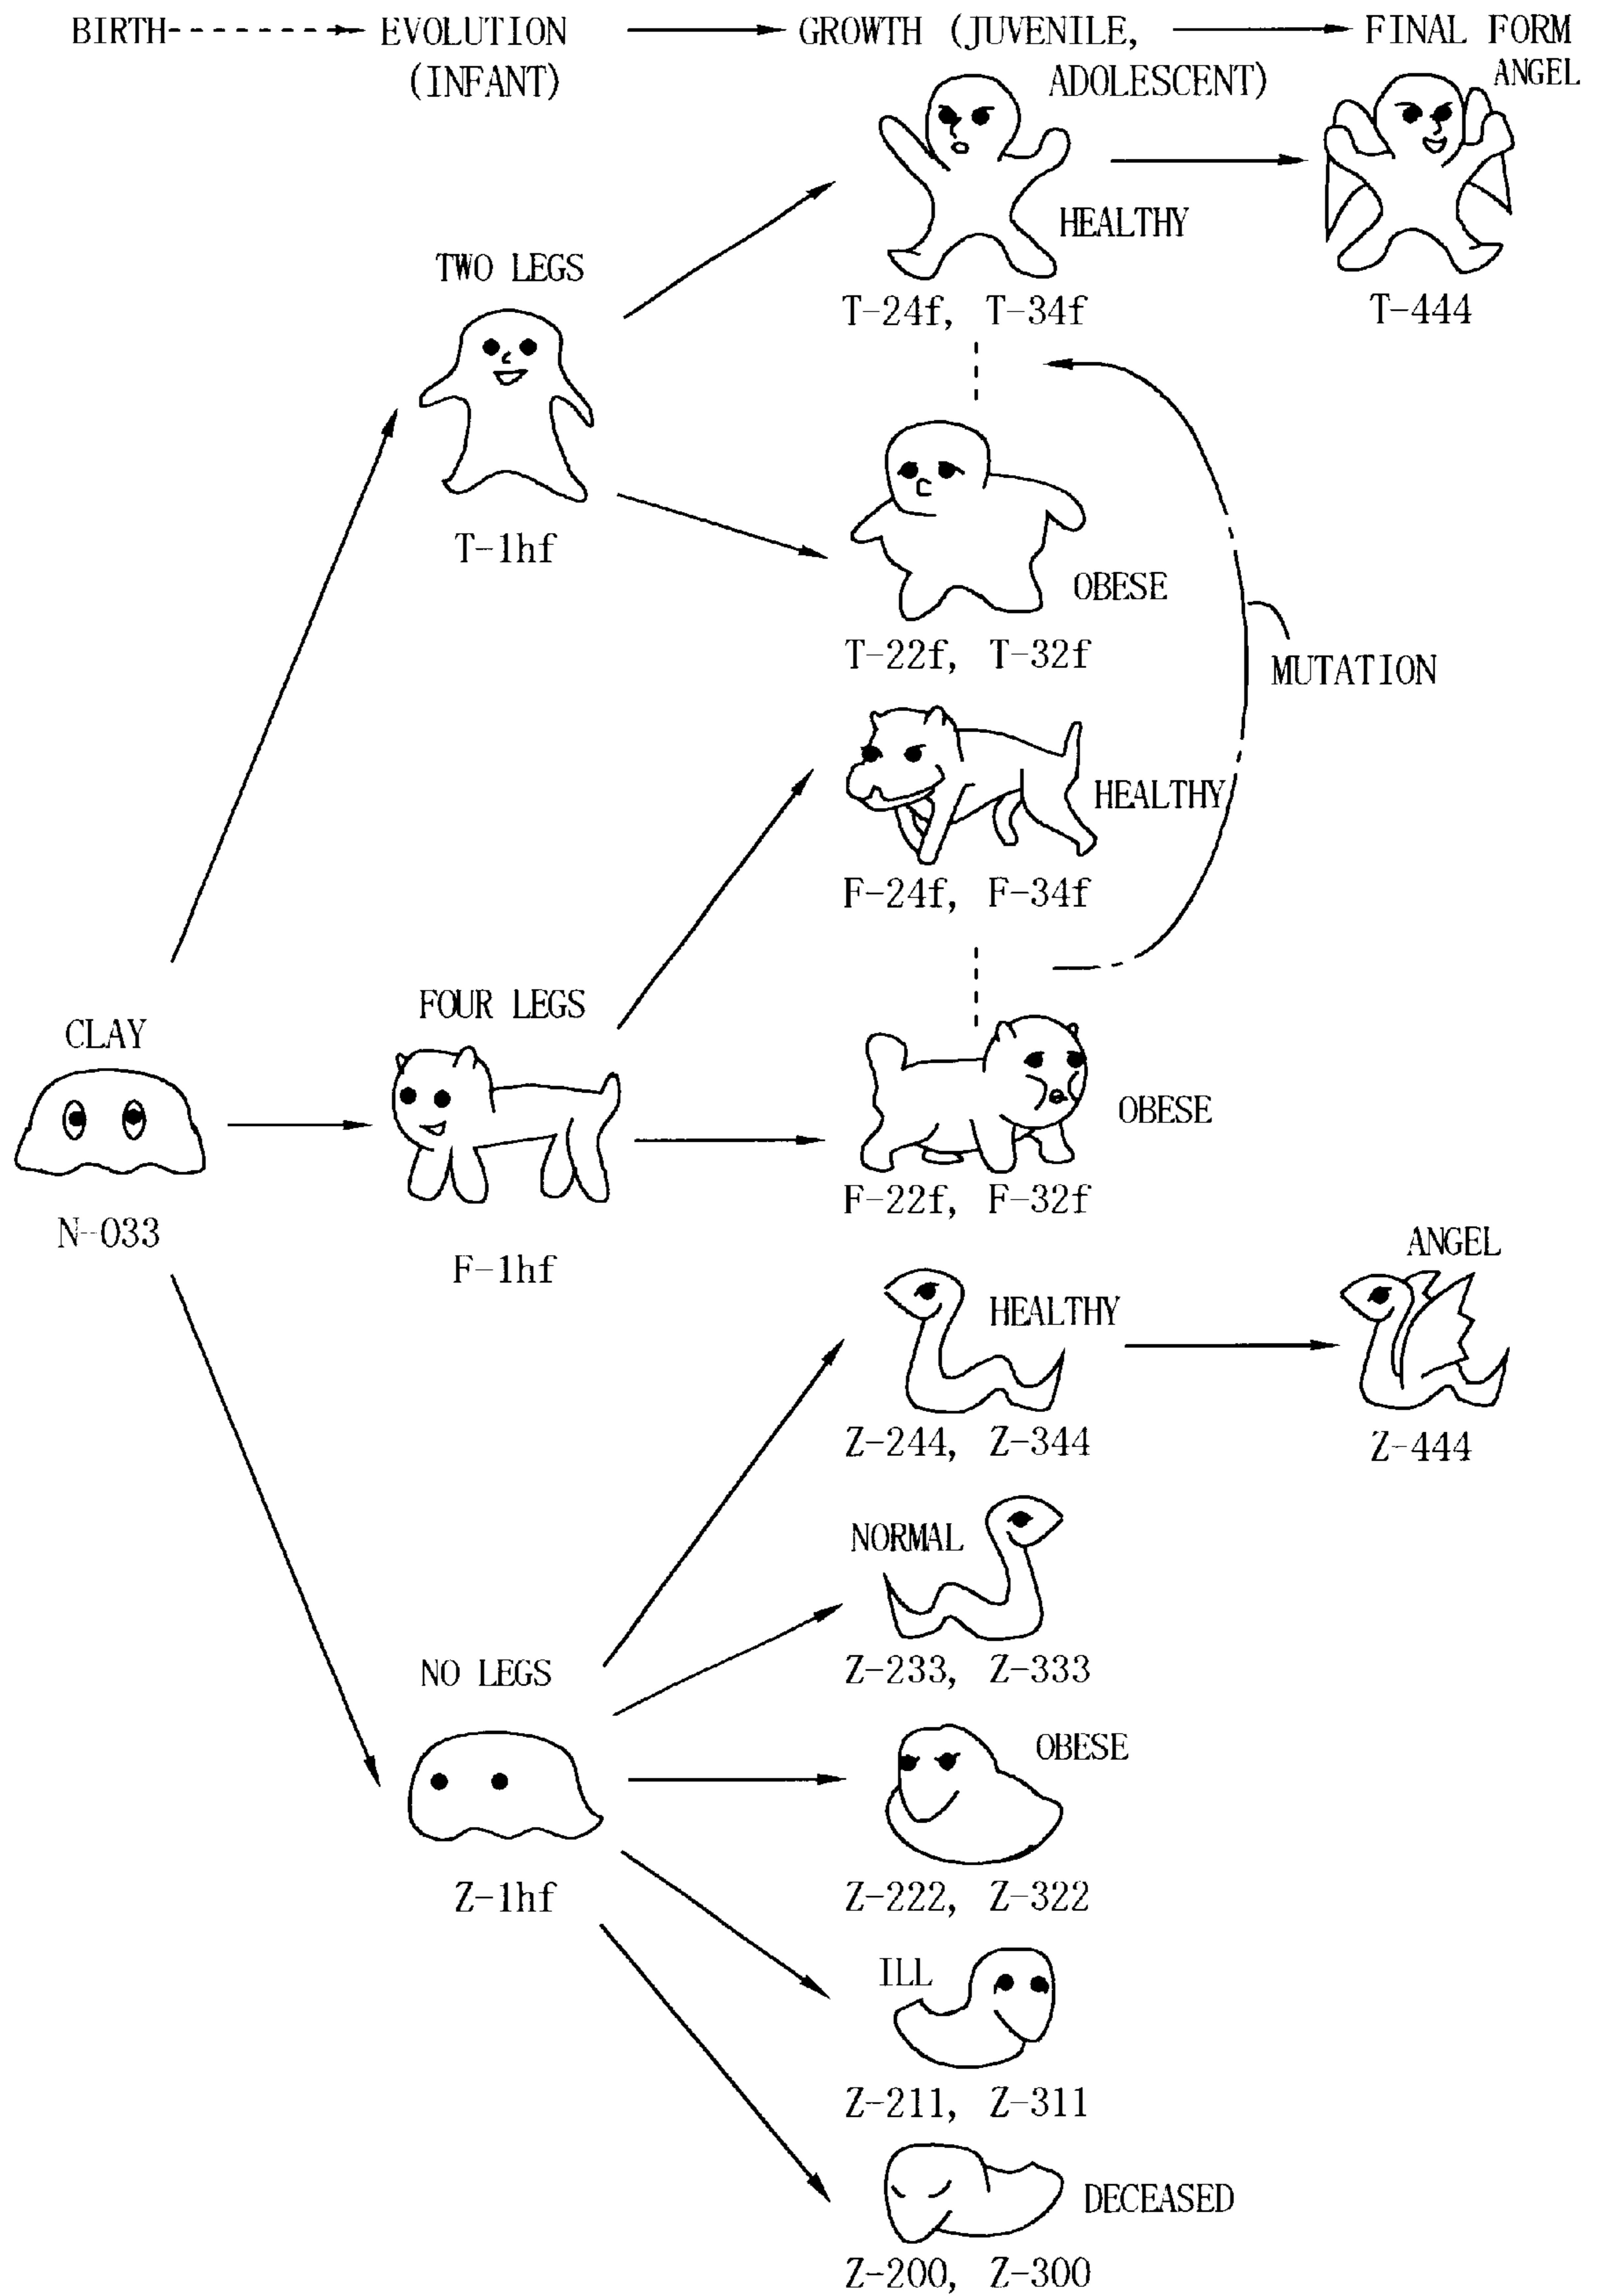 BIRTH
EVOLUTION
(INFANT)
GROWTH (JUVENILE,
ADOLESCENT)
FINAL FORM
ANGEL
HEALTHY
T-24f, T-34f
T-444
TWO LEGS
T-1hf
OBESE
T-22f, T-32f
MUTATION
HEALTHY
F-24f, F-34f
CLAY
N-033
FOUR LEGS
F-1hf
OBESE
F-22f, F-32f
HEALTHY
Z-244, Z-344
ANGEL
Z-444
NORMAL
Z-233, Z-333
NO LEGS
Z-1hf
OBESE
Z-222, Z-322
ILL
Z-211, Z-311
DECEASED
Z-200, Z-300